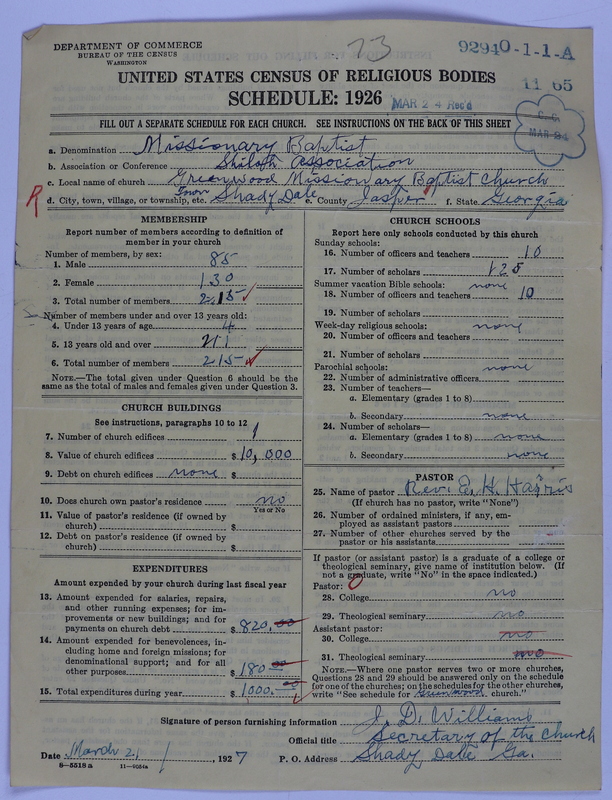 DEPARTMENT OF COMMERCE
BUREAU OF THE CENSUS
WASHINGTON
73
92940-1-1-A
UNITED STATES CENSUS OF RELIGIOUS BODIES
11 65
SCHEDULE: 1926
MAR 24 Rec'd
FILL OUT A SEPARATE SCHEDULE FOR EACH CHURCH. SEE INSTRUCTIONS ON THE BACK OF THIS SHEET
C. C.
MAR 24
a. Denomination Missionary Baptist
b. Association or Conference Shiloh Association
c. Local name of church Greenwood Missionary Baptist Church
R d. City, town, village, or township, etc. Shady Dale e. County Jasper f. State Georgia
MEMBERSHIP
Report number of members according to definition of
member in your church
Number of members, by sex:
1. Male 85
2. Female 130
3. Total number of members 215
Number of members under and over 13 years old:
4. Under 13 years of age 4
5. 13 years old and over 211
6. Total number of members 215
NOTE.—The total given under Question 6 should be
the same as the total of males and females given under Question 3.
CHURCH BUILDINGS
See instructions, paragraphs 10 to 12
7. Number of church edifices 1
8. Value of church edifices $10,000
9. Debt on church edifices none $
10. Does church own pastor's residence no
Yes or No
11. Value of pastor's residence (if owned by
church) $
12. Debt on pastor's residence (if owned by
church) $
EXPENDITURES
Amount expended by your church during last fiscal year
13. Amount expended for salaries, repairs,
and other running expenses; for im-
provements or new buildings; and for
payments on church debt $820.00
14. Amount expended for benevolences, in-
cluding home and foreign missions; for
denominational support; and for all
other purposes $180
15. Total expenditures during year $1000.
CHURCH SCHOOLS
Report here only schools conducted by this church
Sunday schools:
16. Number of officers and teachers 10
17. Number of scholars 125
Summer vacation Bible schools: none
18. Number of officers and teachers 10
19. Number of scholars
Week-day religious schools: none
20. Number of officers and teachers
21. Number of scholars
Parochial schools: none
22. Number of administrative officers
23. Number of teachers—
a. Elementary (grades 1 to 8)
b. Secondary none
24. Number of scholars—
a. Elementary (grades 1 to 8) none
b. Secondary none
PASTOR
25. Name of pastor Rev. E. H. Harris
(If church has no pastor, write "None")
26. Number of ordained ministers, if any, em-
ployed as assistant pastors
27. Number of other churches served by the
pastor or his assistants
If pastor (or assistant pastor) is a graduate of a college or
theological seminary, give name of institution below. (If
not a graduate, write "No" in the space indicated.)
Pastor:
28. College no
29. Theological seminary no
Assistant pastor:
30. College no
31. Theological seminary no
NOTE.—Where one pastor serves two or more churches,
Questions 28 and 29 should be answered only on the schedule
for one of the churches; on the schedules for the other churches,
write "See schedule for Greenwood church."
Signature of person furnishing information J. D. Williams
Official title Secretary of the Church
Date March 21, 1927 P. O. Address Shady Dale Ga.
8—5518a 11—9054a